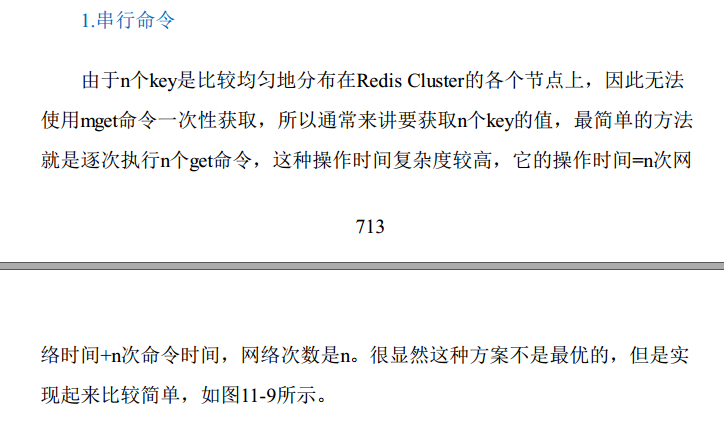 1.串行命令
由于n个key是比较均匀地分布在Redis Cluster的各个节点上，因此无法
使用mget命令一次性获取，所以通常来讲要获取n个key的值，最简单的方法
就是逐次执行n个get命令，这种操作时间复杂度较高，它的操作时间=n次网
713
络时间+n次命令时间，网络次数是n。很显然这种方案不是最优的，但是实
现起来比较简单，如图11-9所示。